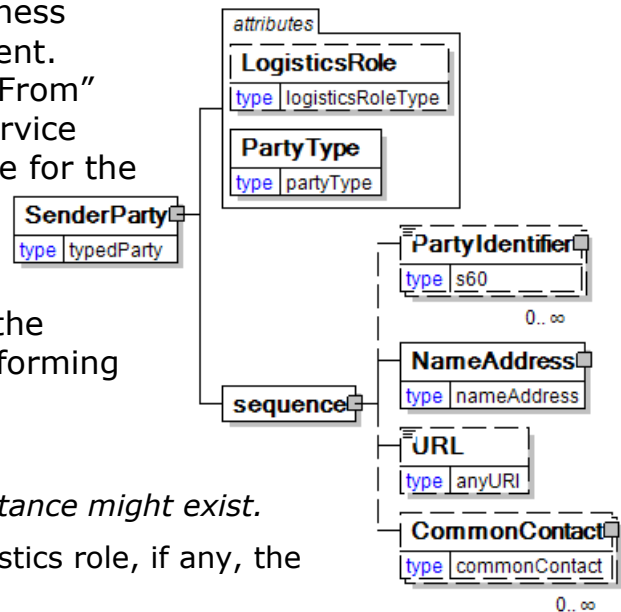 ness
ent.
From”
rvice
e for the
the
forming
tance might exist.
stics role, if any, the
attributes
LogisticsRole
type logisticsRoleType
PartyType
type partyType
SenderParty
type typedParty
sequence
PartyIdentifier
type s60
0.. ∞
NameAddress
type nameAddress
URL
type anyURI
CommonContact
type commonContact
0.. ∞